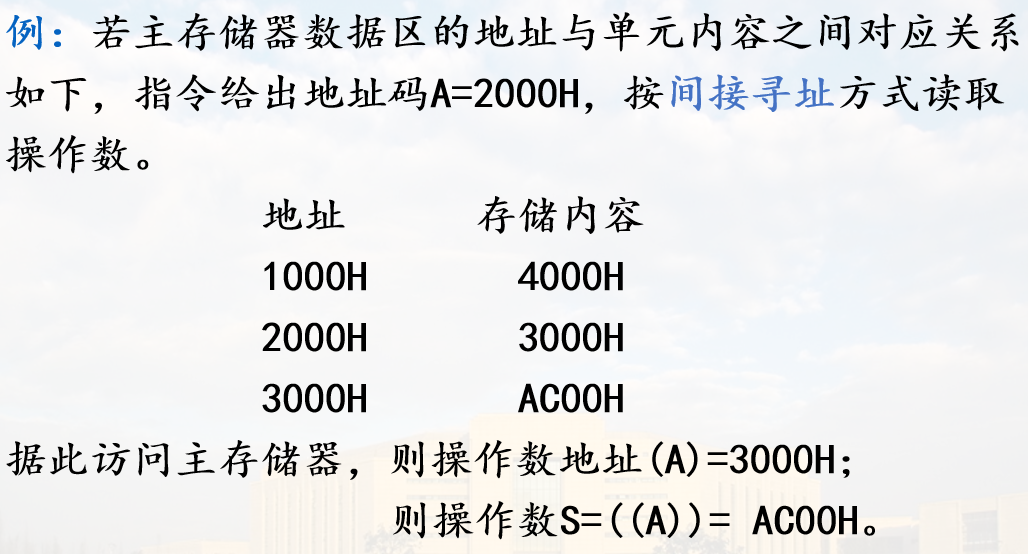 例：若主存储器数据区的地址与单元内容之间对应关系
如下，指令给出地址码A=2000H，按间接寻址方式读取
操作数。
地址 存储内容
1000H 4000H
2000H 3000H
3000H AC00H
据此访问主存储器，则操作数地址(A)=3000H；
则操作数S=((A))= AC00H。